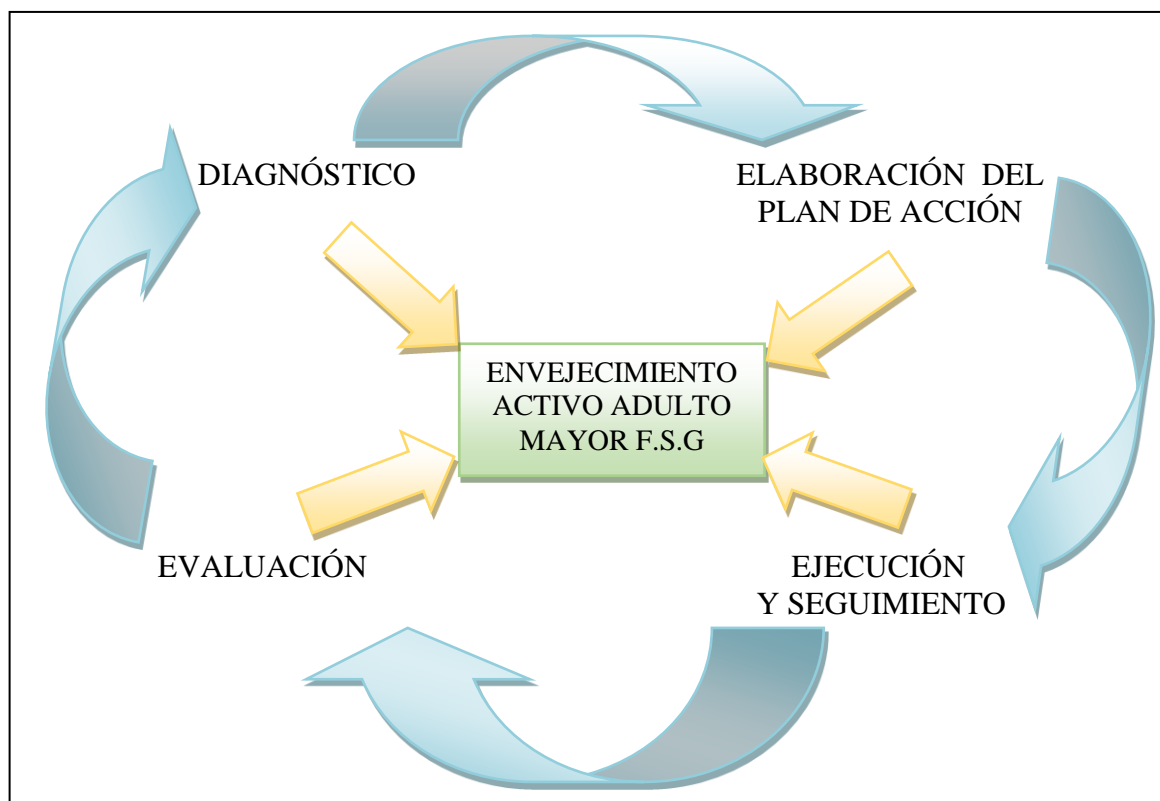 DIAGNÓSTICO
ELABORACIÓN DEL
PLAN DE ACCIÓN
ENVEJECIMIENTO
ACTIVO ADULTO
MAYOR F.S.G
EVALUACIÓN
EJECUCIÓN
Y SEGUIMIENTO